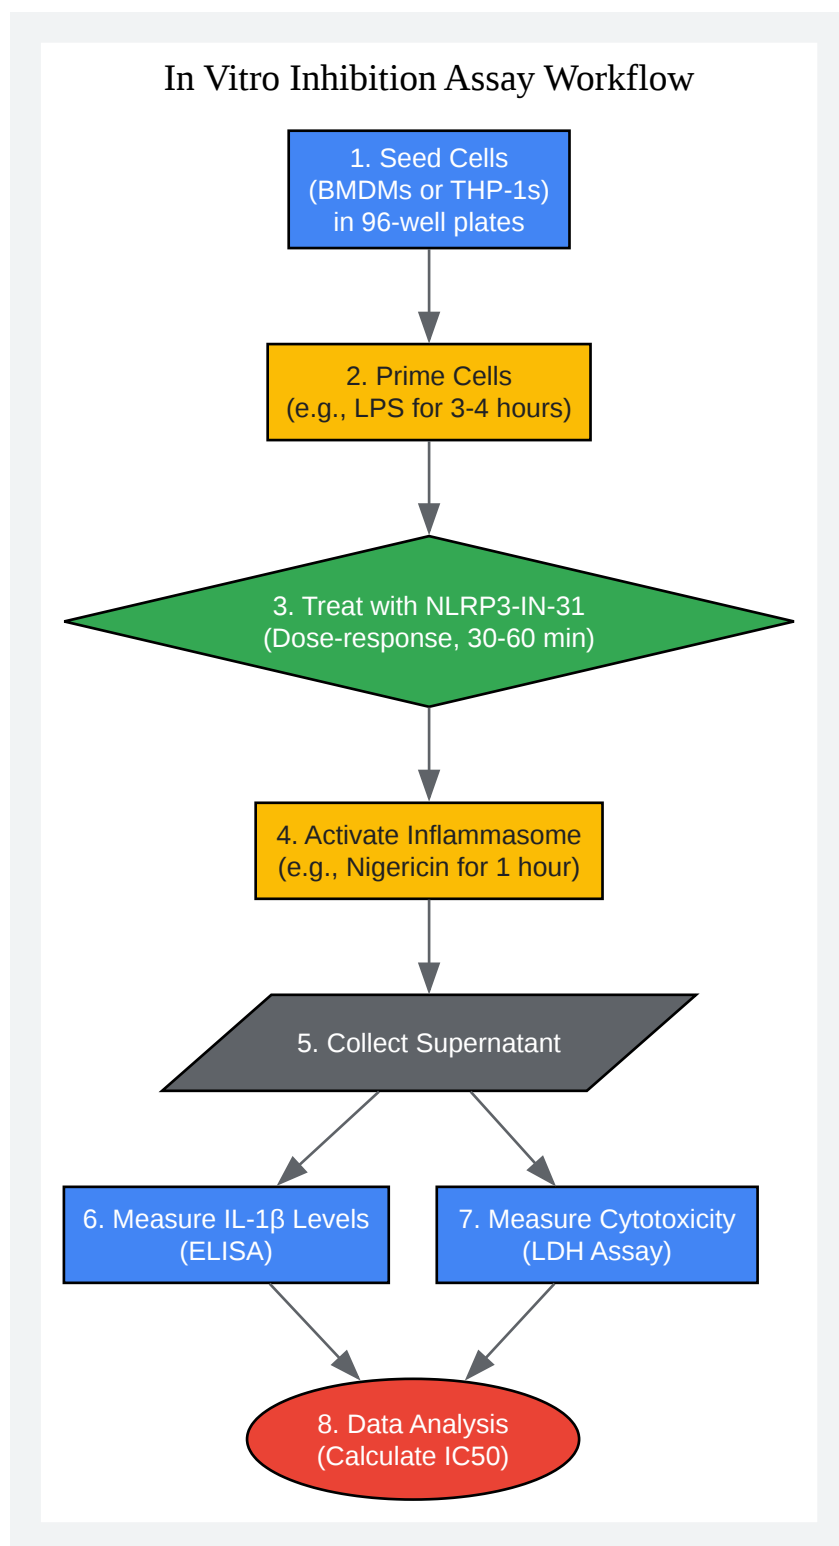 In Vitro Inhibition Assay Workflow
1. Seed Cells
(BMDMs or THP-1s)
in 96-well plates
2. Prime Cells
(e.g., LPS for 3-4 hours)
3. Treat with NLRP3-IN-31
(Dose-response, 30-60 min)
4. Activate Inflammasome
(e.g., Nigericin for 1 hour)
5. Collect Supernatant
6. Measure IL-1β Levels
(ELISA)
7. Measure Cytotoxicity
(LDH Assay)
8. Data Analysis
(Calculate IC50)